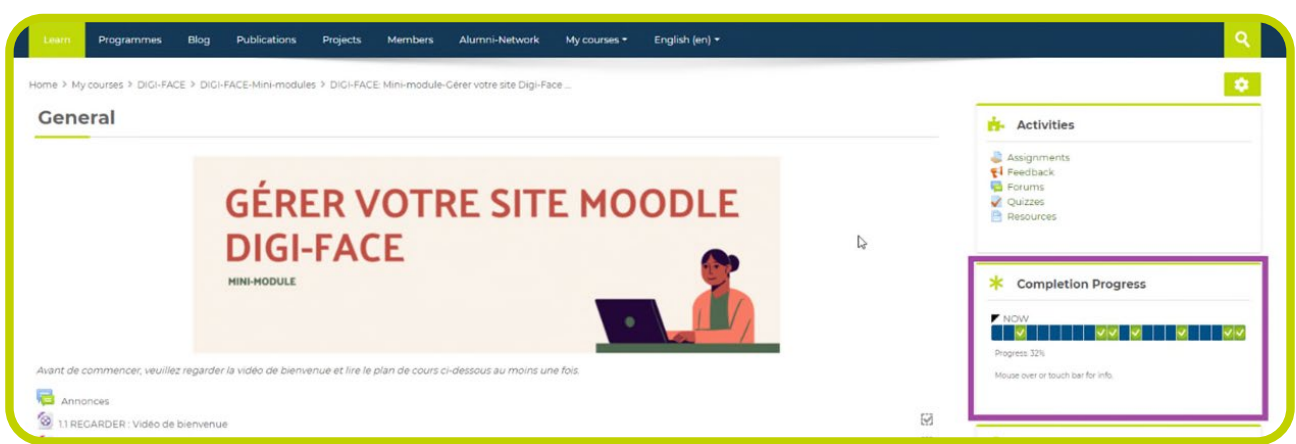 Learn Programmes Blog Publications Projects Members Alumni-Network My courses English (en)
Home > My courses > DIGI-FACE > DIGI-FACE-Mini-modules > DIGI-FACE: Mini-module-Gérer votre site Digi-Face ...
General
GÉRER VOTRE SITE MOODLE
DIGI-FACE
MINI-MODULE
Avant de commencer, veuillez regarder la vidéo de bienvenue et lire le plan de cours ci-dessous au moins une fois.
Annonces
1.1 REGARDER : Vidéo de bienvenue
Activities
Assignments
Feedback
Forums
Quizzes
Resources
Completion Progress
NOW
Progress: 32%
Mouse over or touch bar for info.